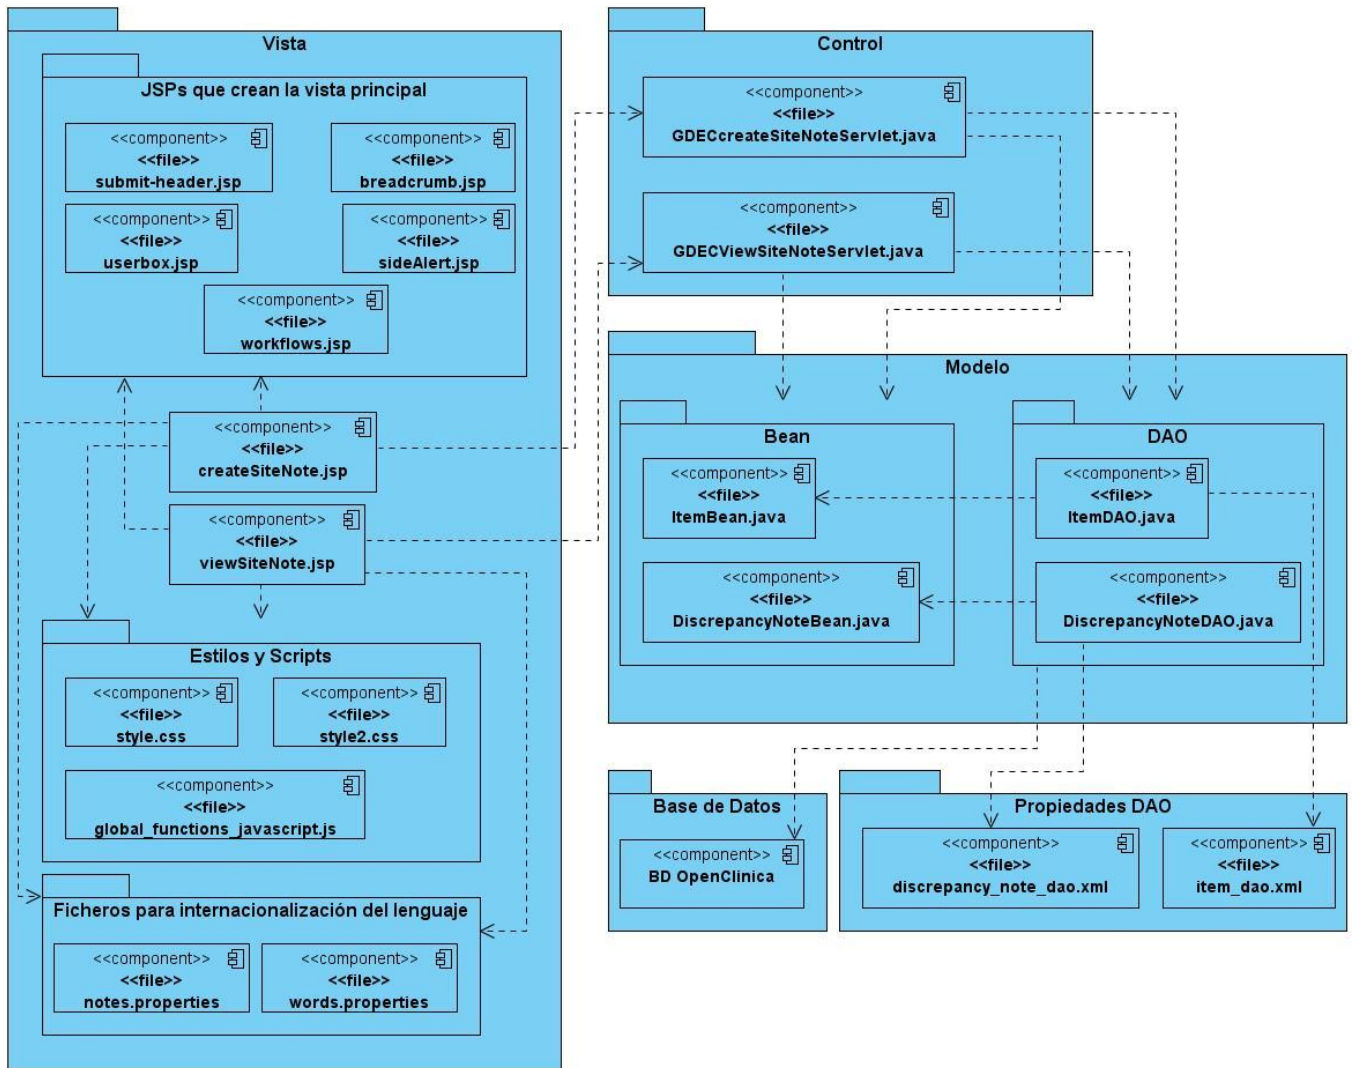 Vista
JSPs que crean la vista principal
<<component>>
<<file>>
submit-header.jsp
<<component>>
<<file>>
breadcrumb.jsp
<<component>>
<<file>>
userbox.jsp
<<component>>
<<file>>
sideAlert.jsp
<<component>>
<<file>>
workflows.jsp
<<component>>
<<file>>
createSiteNote.jsp
<<component>>
<<file>>
viewSiteNote.jsp
Estilos y Scripts
<<component>>
<<file>>
style.css
<<component>>
<<file>>
style2.css
<<component>>
<<file>>
global_functions_javascript.js
Ficheros para internacionalización del lenguaje
<<component>>
<<file>>
notes.properties
<<component>>
<<file>>
words.properties
Control
<<component>>
<<file>>
GDECcreateSiteNoteServlet.java
<<component>>
<<file>>
GDECViewSiteNoteServlet.java
Modelo
Bean
<<component>>
<<file>>
ItemBean.java
<<component>>
<<file>>
DiscrepancyNoteBean.java
DAO
<<component>>
<<file>>
ItemDAO.java
<<component>>
<<file>>
DiscrepancyNoteDAO.java
Base de Datos
<<component>>
BD OpenClinica
Propiedades DAO
<<component>>
<<file>>
discrepancy_note_dao.xml
<<component>>
<<file>>
item_dao.xml